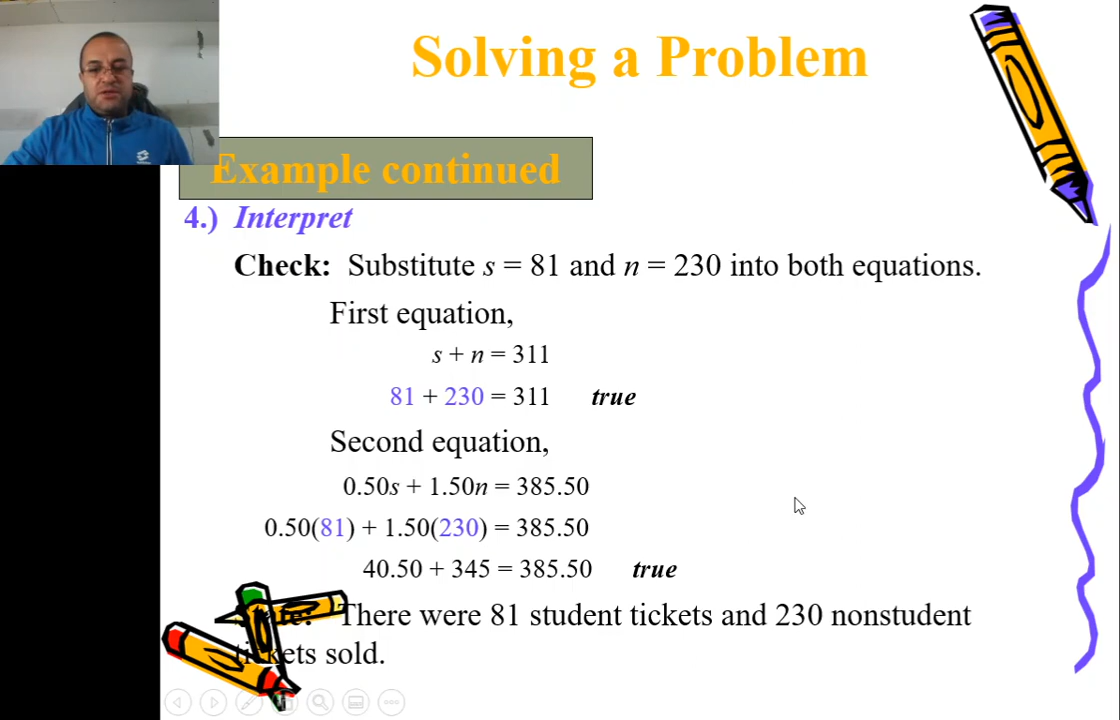 Solving a Problem
Example continued
4.) Interpret
Check: Substitute s = 81 and n = 230 into both equations.
First equation,
s + n = 311
81 + 230 = 311 true
Second equation,
0.50s + 1.50n = 385.50
0.50(81) + 1.50(230) = 385.50
40.50 + 345 = 385.50 true
State: There were 81 student tickets and 230 nonstudent
tickets sold.